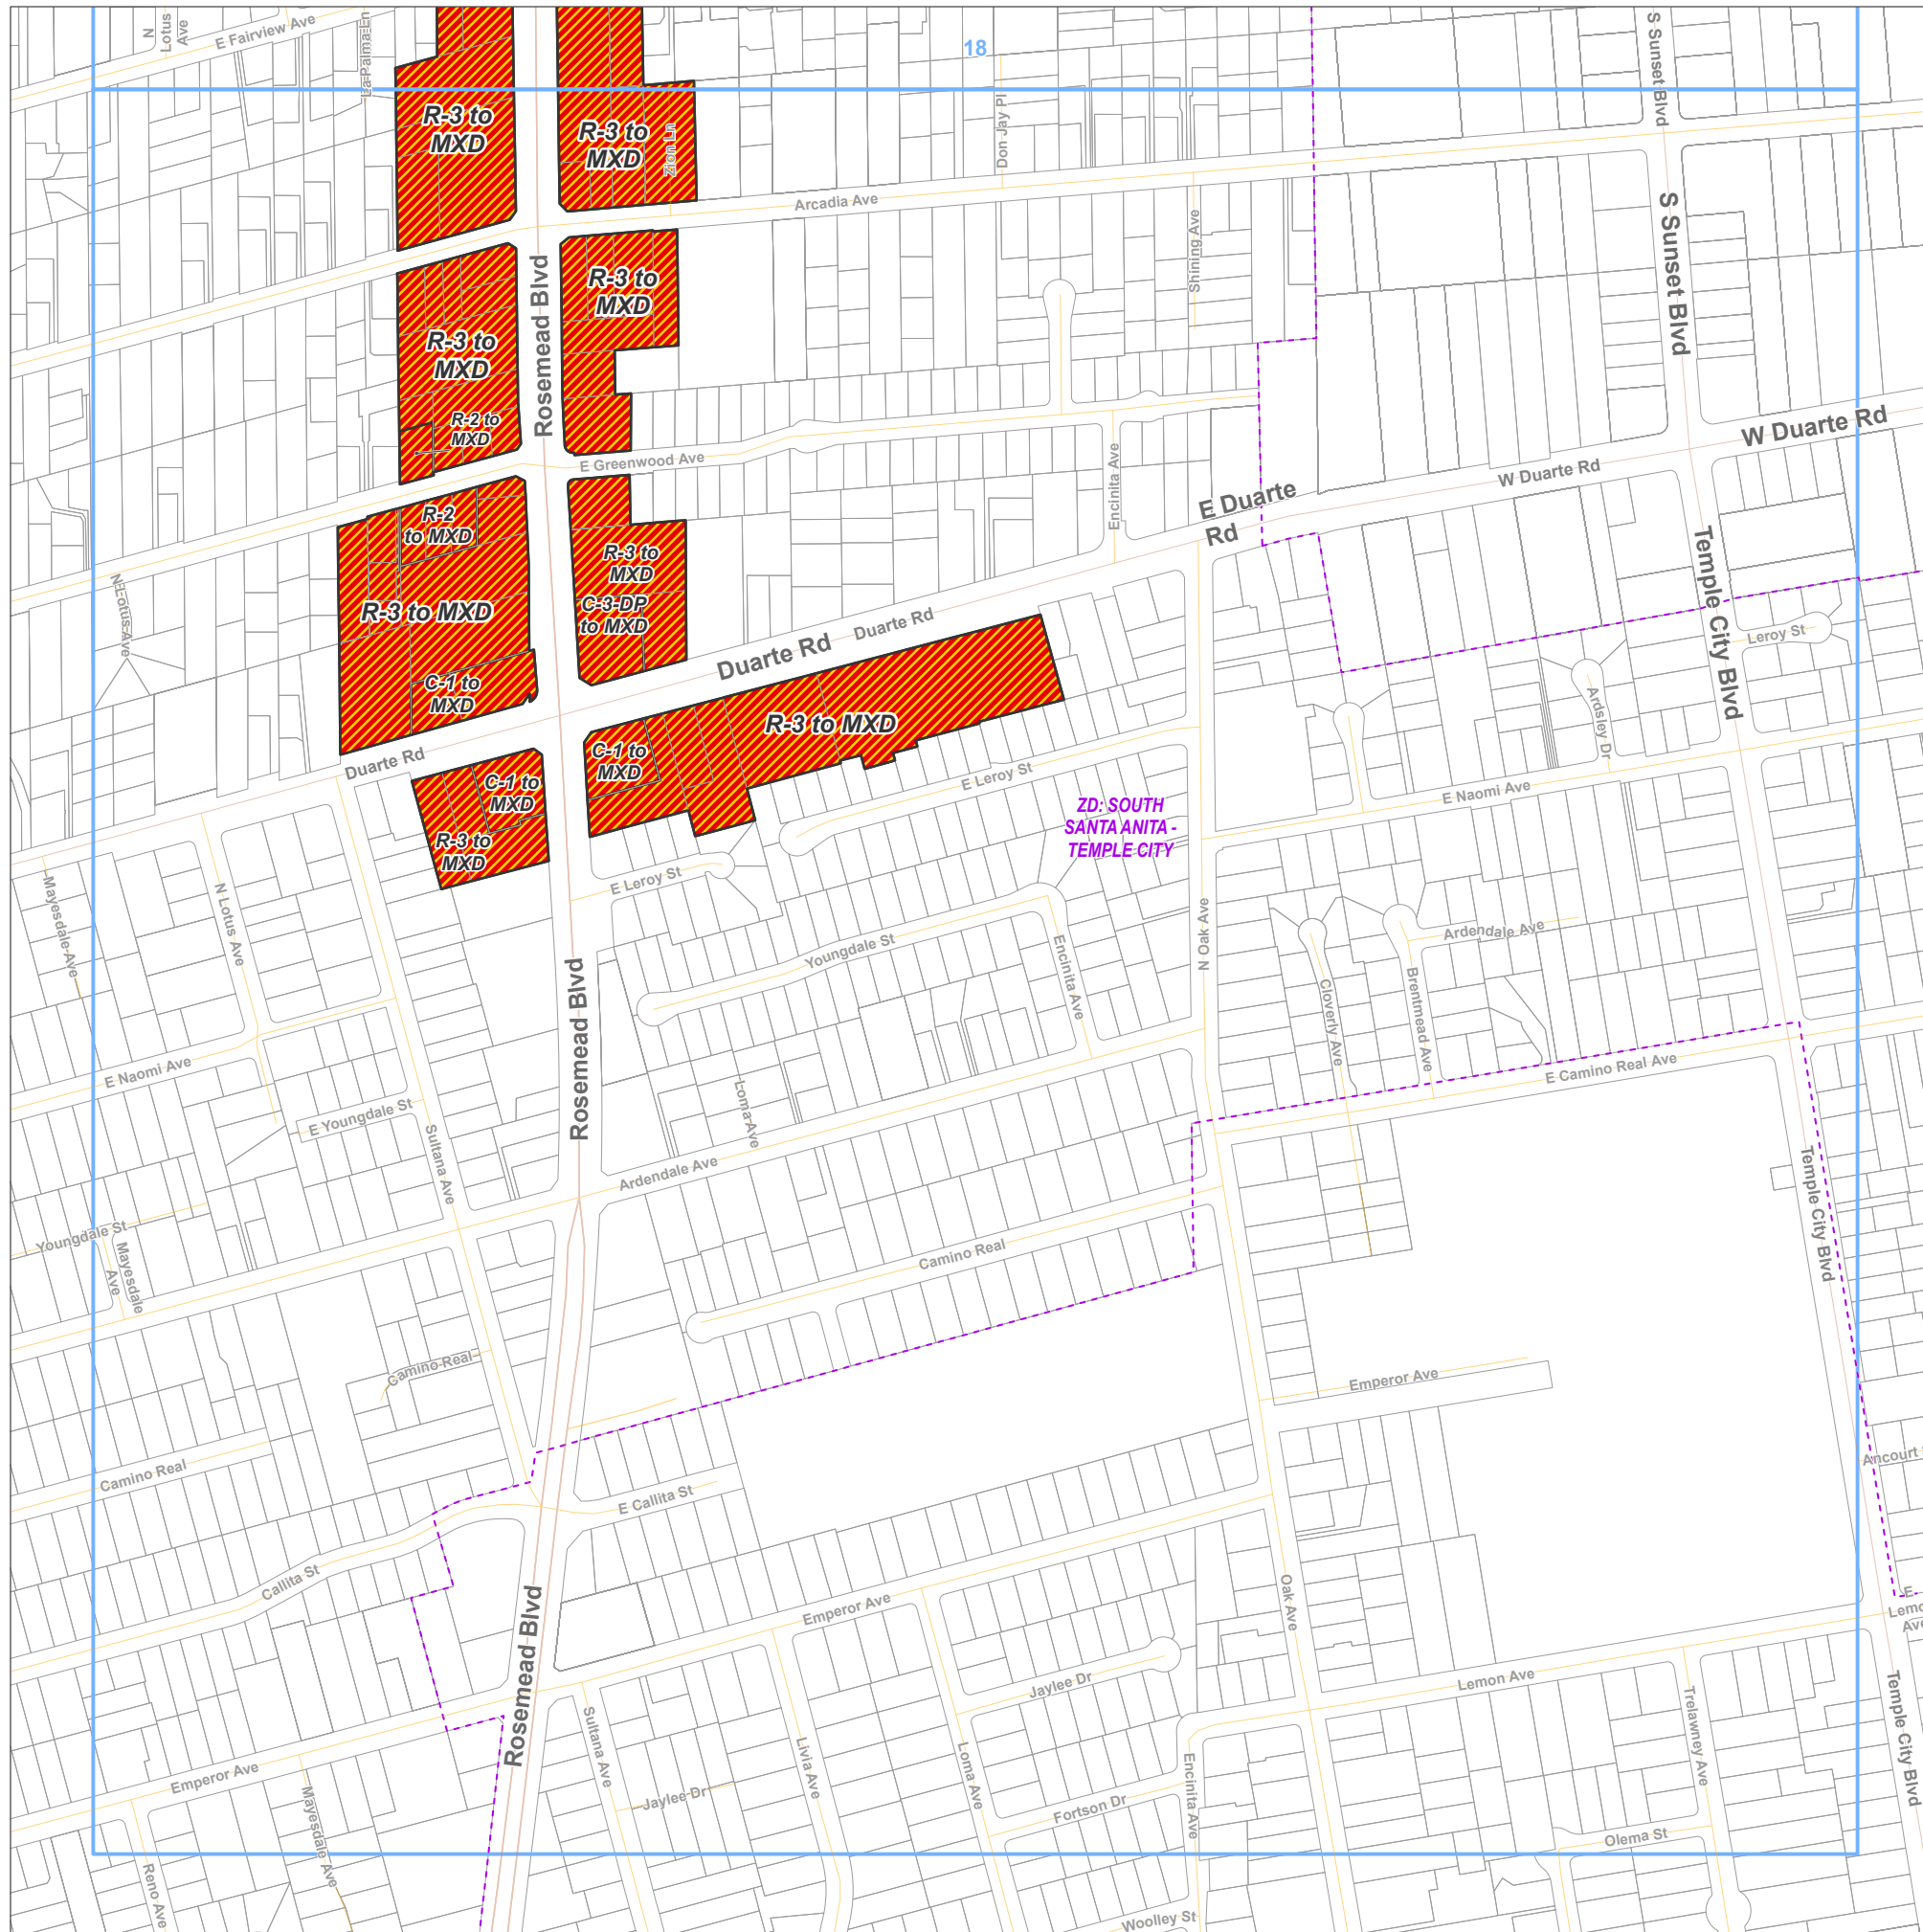 N
Lotus
Ave
E Fairview Ave
La Palma Ln
18
S Sunset Blvd
R-3 to
MXD
R-3 to
MXD
Zion Ln
Don Jay Pl
Arcadia Ave
Shining Ave
S Sunset Blvd
Rosemead Blvd
R-3 to
MXD
R-3 to
MXD
R-2 to
MXD
E Greenwood Ave
Encinita Ave
E Duarte
Rd
W Duarte Rd
W Duarte Rd
R-2
to MXD
R-3 to
MXD
C-3-DP
to MXD
R-3 to MXD
C-1 to
MXD
N Lotus Ave
Duarte Rd
Duarte Rd
Temple City Blvd
Leroy St
Ardsley Dr
R-3 to MXD
C-1 to
MXD
Duarte Rd
C-1 to
MXD
R-3 to
MXD
E Leroy St
E Leroy St
ZD: SOUTH
SANTA ANITA -
TEMPLE CITY
E Naomi Ave
Mayesdale Ave
N Lotus Ave
Youngdale St
Encinita Ave
N Oak Ave
Ardendale Ave
Cloverly Ave
Brentmead Ave
Rosemead Blvd
E Naomi Ave
E Youngdale St
Sultana Ave
Loma Ave
Ardendale Ave
E Camino Real Ave
Temple City Blvd
Youngdale St
Mayesdale
Ave
Camino Real
Camino Real
Emperor Ave
Camino Real
E Callita St
Ancourt
Callita St
Emperor Ave
Oak Ave
E
Lemo
Ave
Rosemead Blvd
Jaylee Dr
Lemon Ave
Trelawney Ave
Temple City Blvd
Emperor Ave
Mayesdale Ave
Sultana Ave
Jaylee Dr
Livia Ave
Loma Ave
Fortson Dr
Encinita Ave
Olema St
Reno Ave
Woolley St